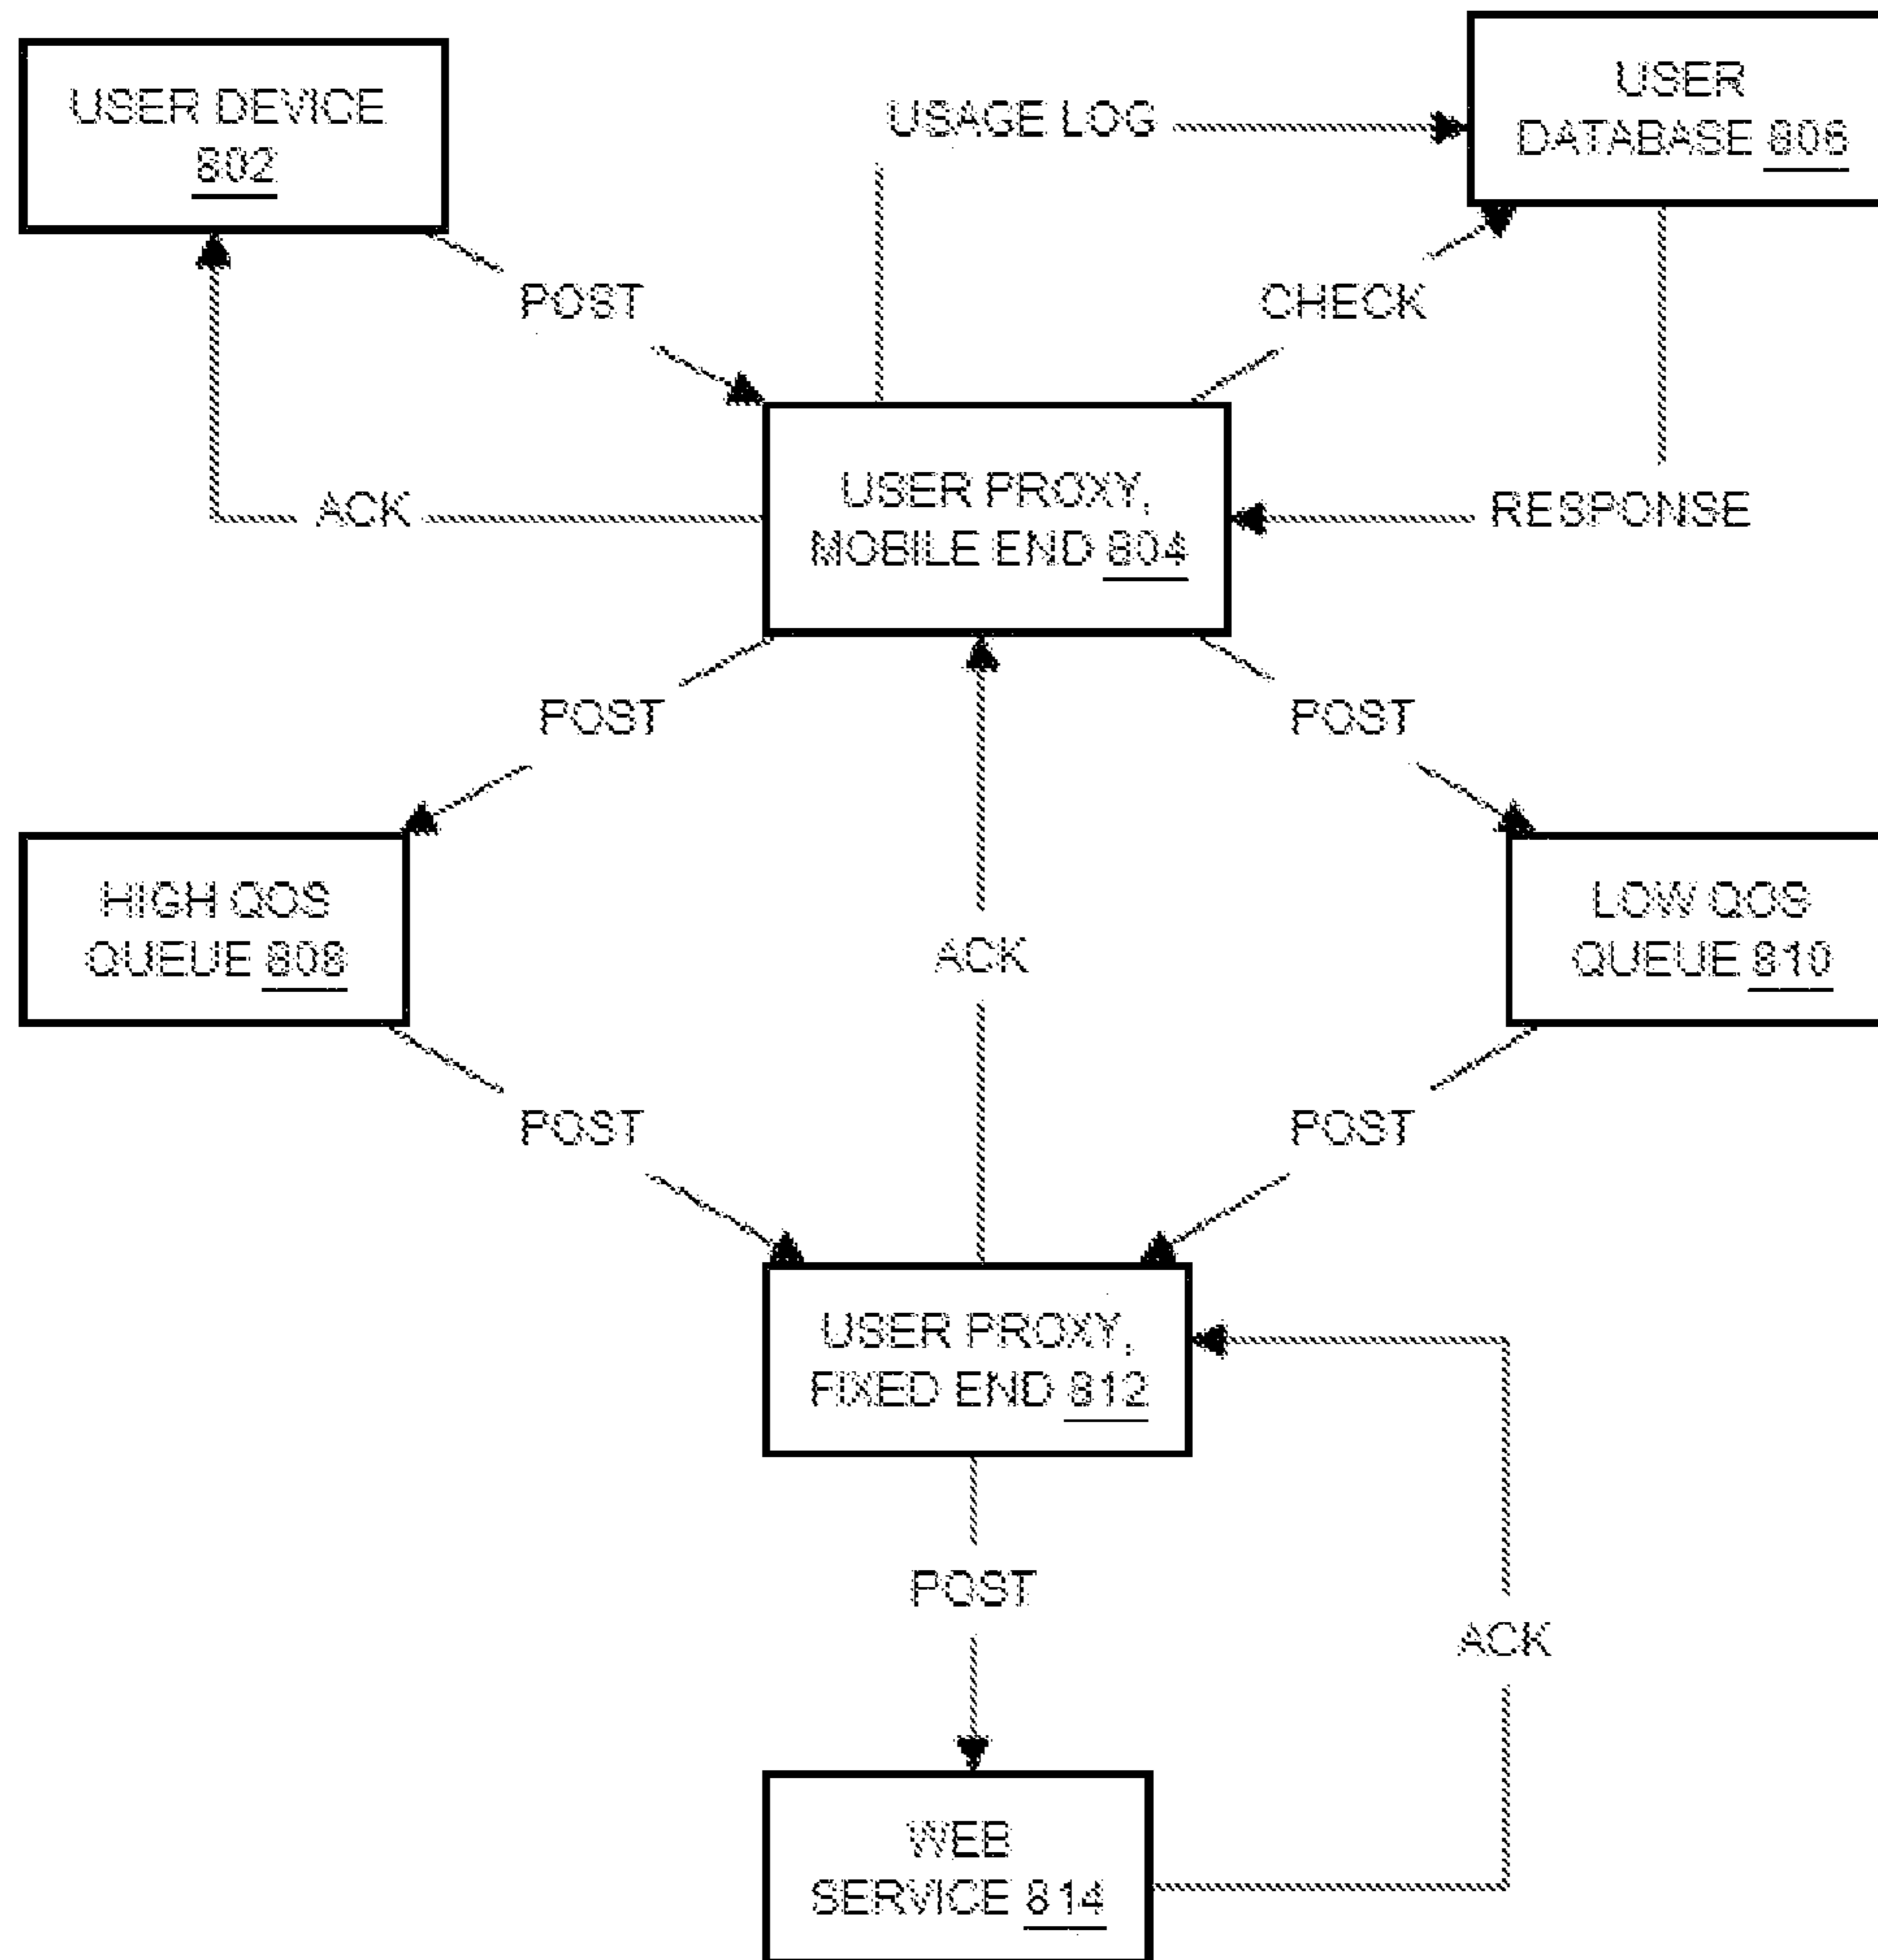 USER DEVICE
802
USAGE LOG
USER
DATABASE 806
POST
CHECK
ACK
USER PROXY,
MOBILE END 804
RESPONSE
POST
POST
HIGH QOS
QUEUE 808
ACK
LOW QOS
QUEUE 810
POST
POST
USER PROXY,
FIXED END 812
POST
ACK
WEB
SERVICE 814